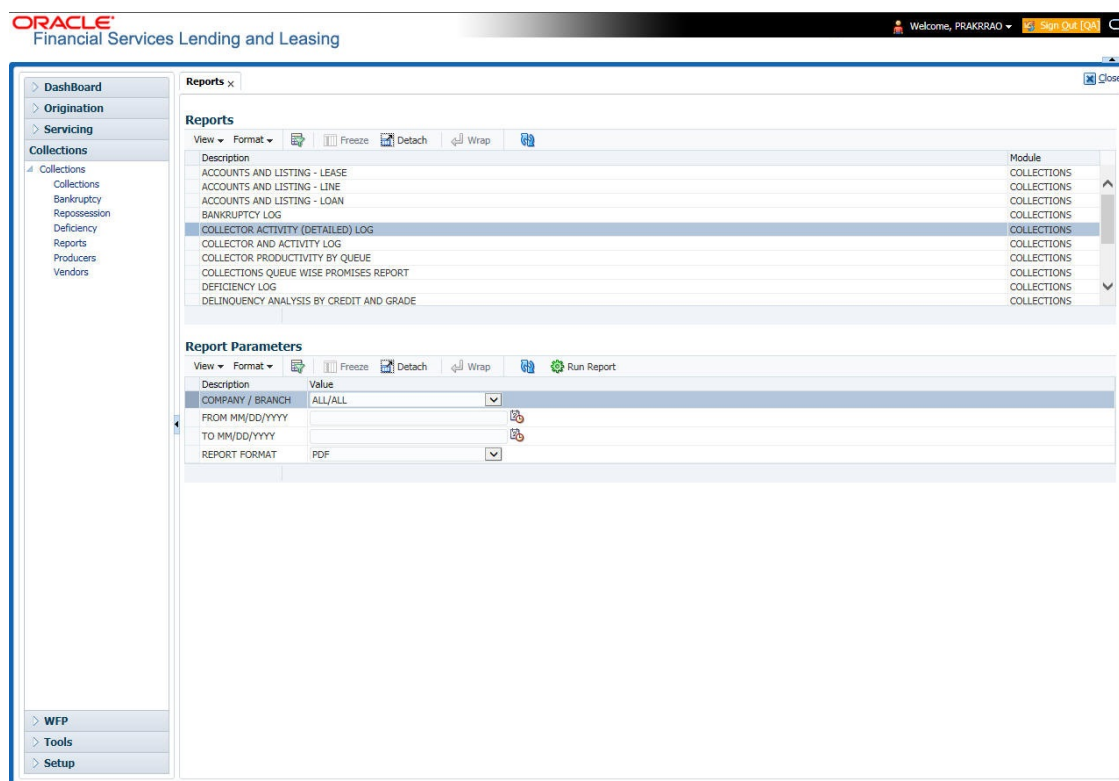 ORACLE
Financial Services Lending and Leasing
Welcome, PRAKRRAO
Sign Out [QA]
DashBoard
Origination
Servicing
Collections
Collections
Collections
Bankruptcy
Repossession
Deficiency
Reports
Producers
Vendors
WFP
Tools
Setup
Reports x
Close
Reports
View Format Freeze Detach Wrap
Description Module
ACCOUNTS AND LISTING - LEASE COLLECTIONS
ACCOUNTS AND LISTING - LINE COLLECTIONS
ACCOUNTS AND LISTING - LOAN COLLECTIONS
BANKRUPTCY LOG COLLECTIONS
COLLECTOR ACTIVITY (DETAILED) LOG COLLECTIONS
COLLECTOR AND ACTIVITY LOG COLLECTIONS
COLLECTOR PRODUCTIVITY BY QUEUE COLLECTIONS
COLLECTIONS QUEUE WISE PROMISES REPORT COLLECTIONS
DEFICIENCY LOG COLLECTIONS
DELINQUENCY ANALYSIS BY CREDIT AND GRADE COLLECTIONS
Report Parameters
View Format Freeze Detach Wrap Run Report
Description Value
COMPANY / BRANCH ALL/ALL
FROM MM/DD/YYYY
TO MM/DD/YYYY
REPORT FORMAT PDF